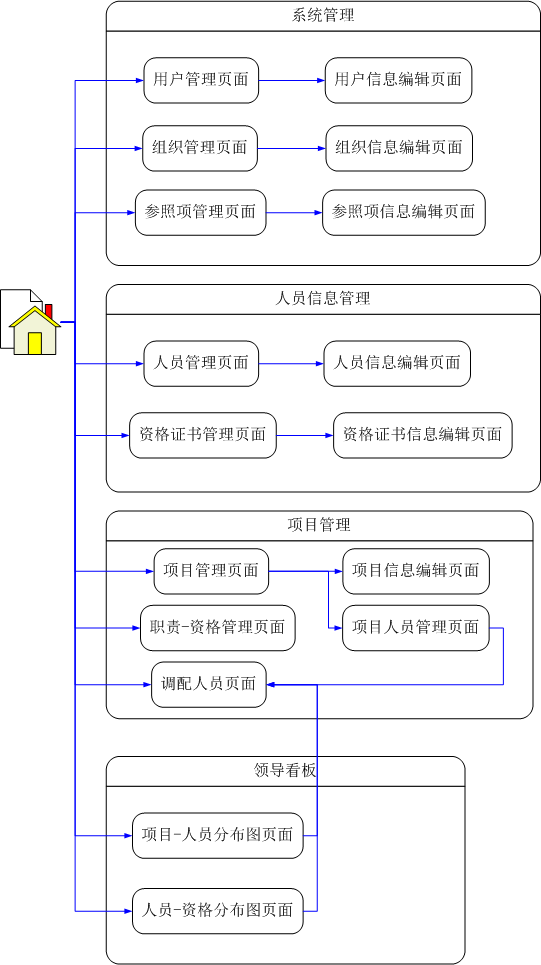 系统管理
用户管理页面
用户信息编辑页面
组织管理页面
组织信息编辑页面
参照项管理页面
参照项信息编辑页面
人员信息管理
人员管理页面
人员信息编辑页面
资格证书管理页面
资格证书信息编辑页面
项目管理
项目管理页面
项目信息编辑页面
职责-资格管理页面
项目人员管理页面
调配人员页面
领导看板
项目-人员分布图页面
人员-资格分布图页面